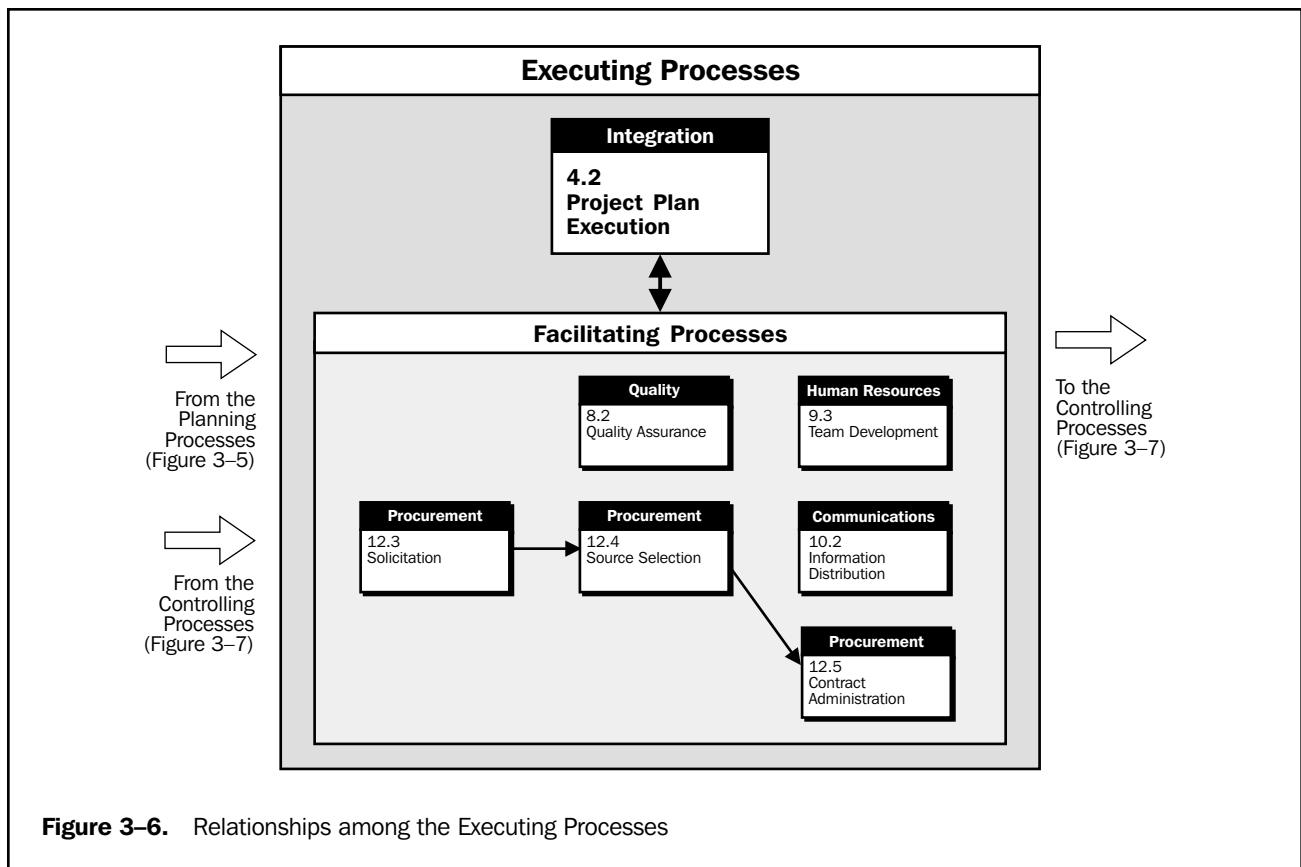 Executing Processes
Integration
4.2
Project Plan
Execution
Facilitating Processes
From the
Planning
Processes
(Figure 3–5)
To the
Controlling
Processes
(Figure 3–7)
Quality
8.2
Quality Assurance
Human Resources
9.3
Team Development
Procurement
12.3
Solicitation
Procurement
12.4
Source Selection
Communications
10.2
Information
Distribution
From the
Controlling
Processes
(Figure 3–7)
Procurement
12.5
Contract
Administration
Figure 3–6. Relationships among the Executing Processes